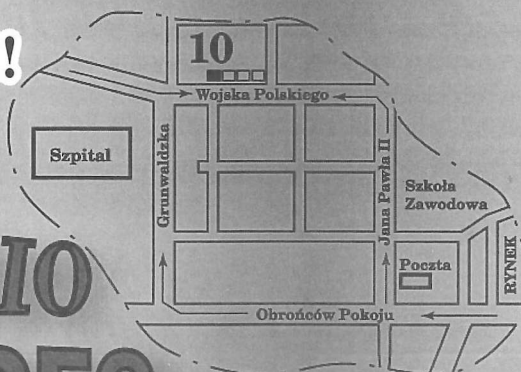 !
10
Wojska Polskiego
Szpital
Grunwaldzka
Jana Pawła II
Szkoła
Zawodowa
IO
Poczta
RYNEK
Obrońców Pokoju